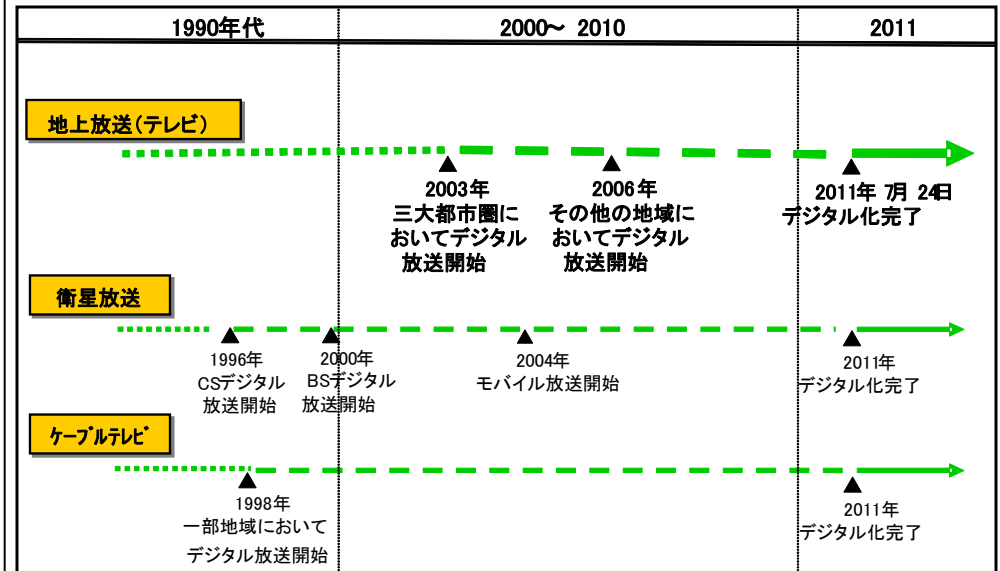 1990年代
2000～ 2010
2011
地上放送(テレビ)
2003年
三大都市圏に
おいてデジタル
放送開始
2006年
その他の地域に
おいてデジタル
放送開始
2011年 7月 24日
デジタル化完了
衛星放送
1996年
CSデジタル
放送開始
2000年
BSデジタル
放送開始
2004年
モバイル放送開始
2011年
デジタル化完了
ｹｰﾌﾞﾙﾃﾚﾋﾞ
1998年
一部地域において
デジタル放送開始
2011年
デジタル化完了